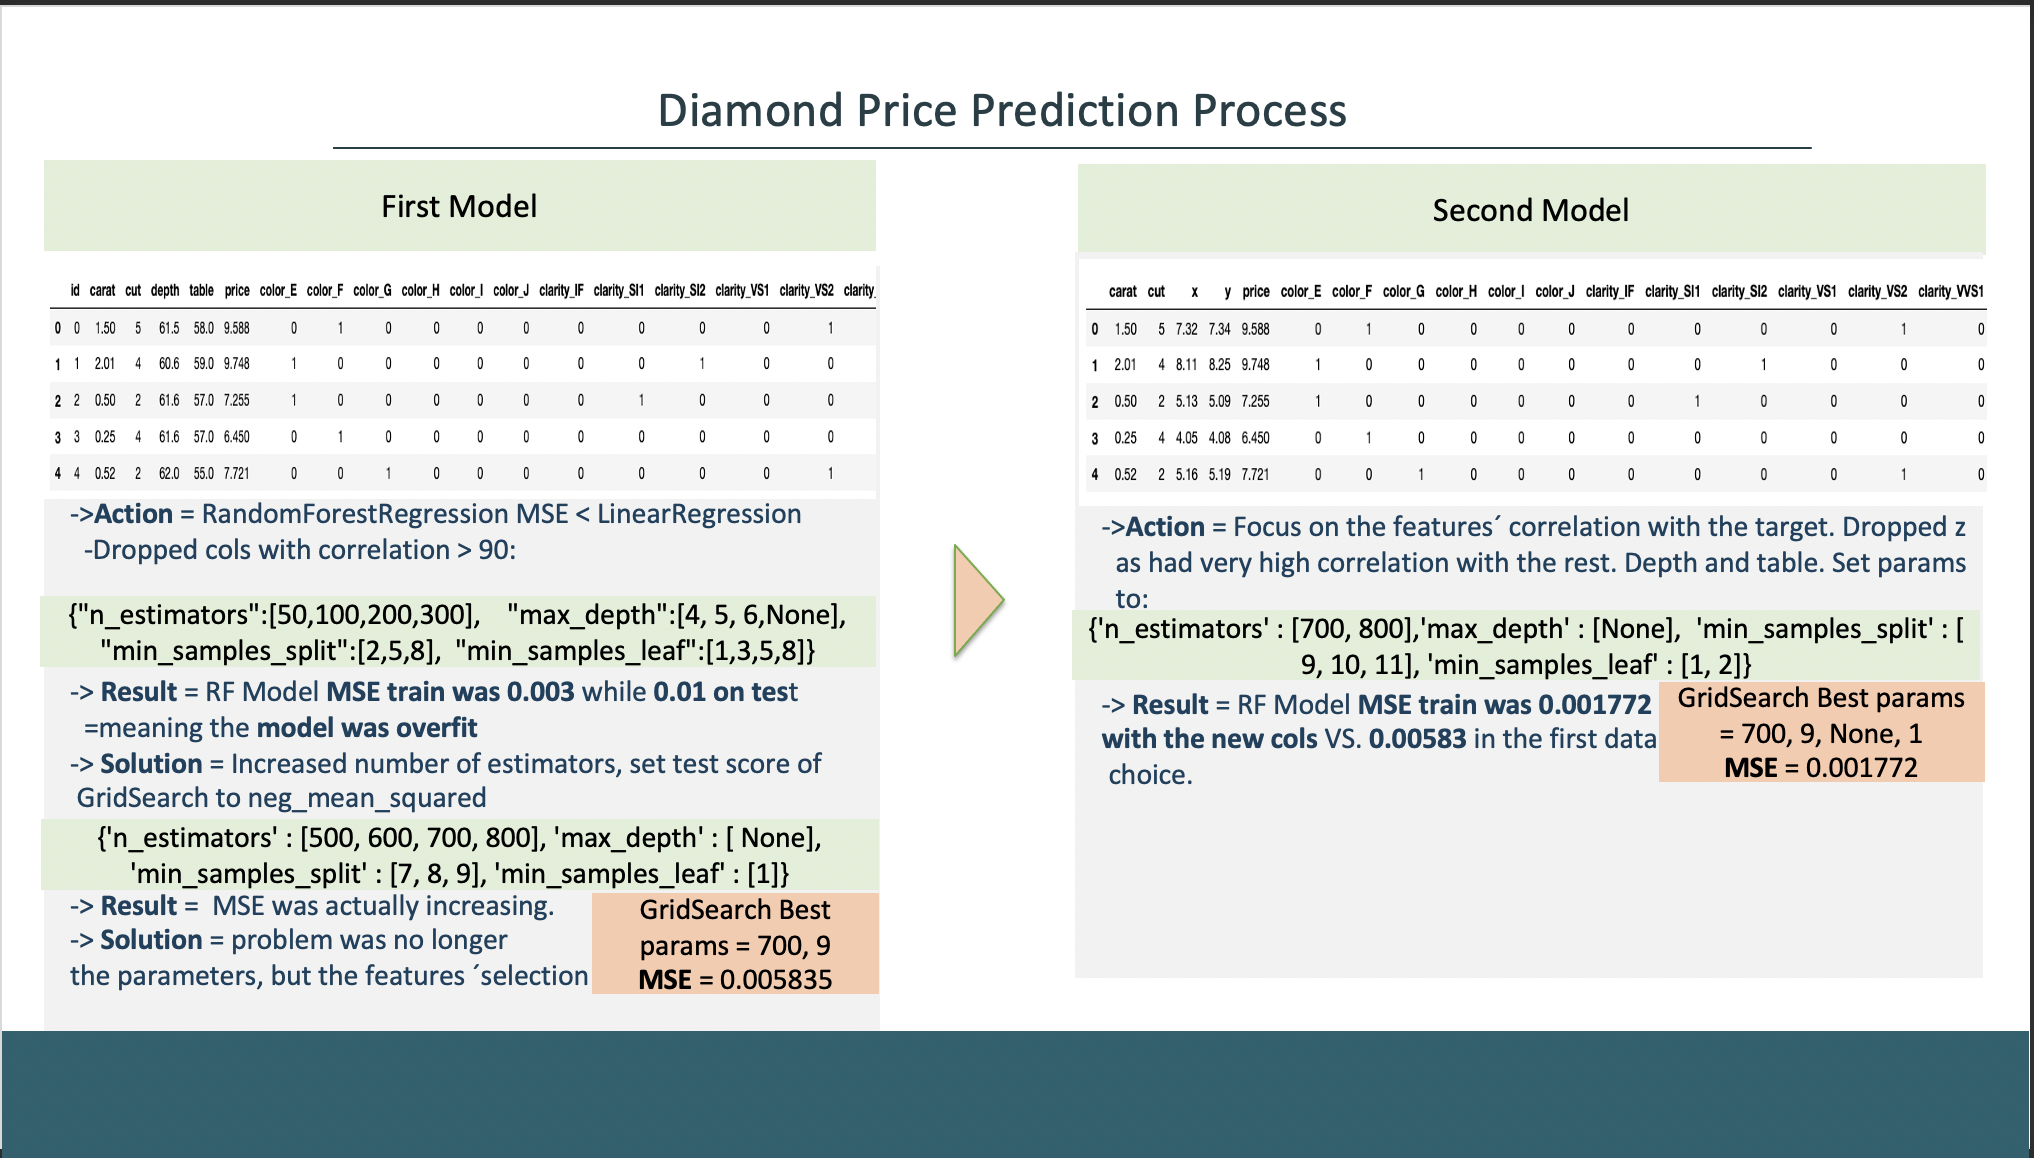 Diamond Price Prediction Process
First Model
id carat cut depth table price color_E color_F color_G color_H color_I color_J clarity_IF clarity_SI1 clarity_SI2 clarity_VS1 clarity_VS2 clarity_
0 0 1.50 5 61.5 58.0 9.588 0 1 0 0 0 0 0 0 0 0 1
1 1 2.01 4 60.6 59.0 9.748 1 0 0 0 0 0 0 0 1 0 0
2 2 0.50 2 61.6 57.0 7.255 1 0 0 0 0 0 0 1 0 0 0
3 3 0.25 4 61.6 57.0 6.450 0 1 0 0 0 0 0 0 0 0 0
4 4 0.52 2 62.0 55.0 7.721 0 0 1 0 0 0 0 0 0 0 1
->Action = RandomForestRegression MSE < LinearRegression
-Dropped cols with correlation > 90:
{"n_estimators":[50,100,200,300], "max_depth":[4, 5, 6,None],
"min_samples_split":[2,5,8], "min_samples_leaf":[1,3,5,8]}
-> Result = RF Model MSE train was 0.003 while 0.01 on test
=meaning the model was overfit
-> Solution = Increased number of estimators, set test score of
GridSearch to neg_mean_squared
{'n_estimators' : [500, 600, 700, 800], 'max_depth' : [ None],
'min_samples_split' : [7, 8, 9], 'min_samples_leaf' : [1]}
-> Result = MSE was actually increasing.
-> Solution = problem was no longer
the parameters, but the features ´selection
GridSearch Best
params = 700, 9
MSE = 0.005835
Second Model
carat cut x y price color_E color_F color_G color_H color_I color_J clarity_IF clarity_SI1 clarity_SI2 clarity_VS1 clarity_VS2 clarity_VVS1
0 1.50 5 7.32 7.34 9.588 0 1 0 0 0 0 0 0 0 0 1 0
1 2.01 4 8.11 8.25 9.748 1 0 0 0 0 0 0 0 1 0 0 0
2 0.50 2 5.13 5.09 7.255 1 0 0 0 0 0 0 1 0 0 0 0
3 0.25 4 4.05 4.08 6.450 0 1 0 0 0 0 0 0 0 0 0 0
4 0.52 2 5.16 5.19 7.721 0 0 1 0 0 0 0 0 0 0 1 0
->Action = Focus on the features´ correlation with the target. Dropped z
as had very high correlation with the rest. Depth and table. Set params
to:
{'n_estimators' : [700, 800],'max_depth' : [None], 'min_samples_split' : [
9, 10, 11], 'min_samples_leaf' : [1, 2]}
-> Result = RF Model MSE train was 0.001772
with the new cols VS. 0.00583 in the first data
choice.
GridSearch Best params
= 700, 9, None, 1
MSE = 0.001772